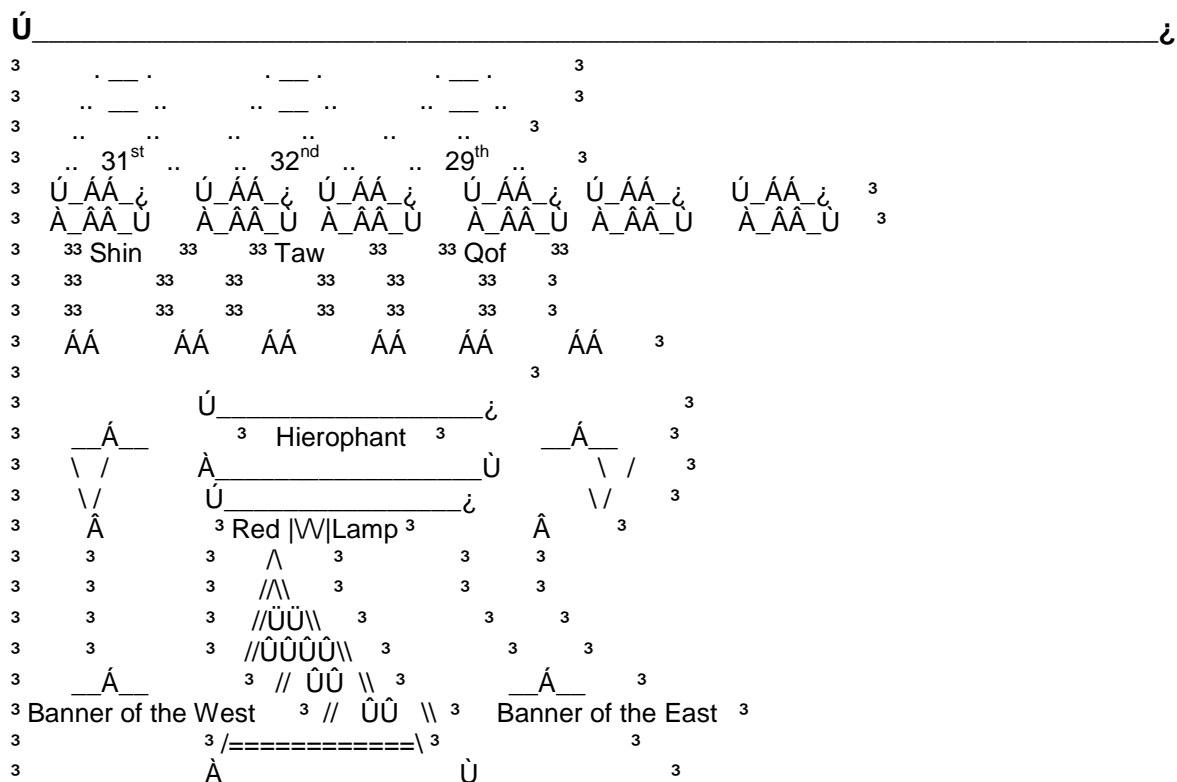 Ú______________________________________________________________________¿
³ . __ . . __ . . __ . ³
³ .. __ .. .. __ .. .. __ .. ³
³ .. .. .. .. .. .. ³
³ .. 31st .. .. 32nd .. .. 29th .. ³
³ Ú_ÁÁ_¿ Ú_ÁÁ_¿ Ú_ÁÁ_¿ Ú_ÁÁ_¿ Ú_ÁÁ_¿ Ú_ÁÁ_¿ ³
³ À_ÂÂ_Ù À_ÂÂ_Ù À_ÂÂ_Ù À_ÂÂ_Ù À_ÂÂ_Ù À_ÂÂ_Ù ³
³ ³³ Shin ³³ ³³ Taw ³³ ³³ Qof ³³
³ ³³ ³³ ³³ ³³ ³³ ³³ ³
³ ³³ ³³ ³³ ³³ ³³ ³³ ³
³ ÁÁ ÁÁ ÁÁ ÁÁ ÁÁ ÁÁ ³
³ ³
³ Ú__________________¿ ³
³ __Á__ ³ Hierophant ³ __Á__ ³
³ \ / À__________________Ù \ / ³
³ \/ Ú________________¿ \/ ³
³ Â ³ Red |\/\/|Lamp ³ Â ³
³ ³ ³ /\ ³ ³ ³
³ ³ ³ //\\ ³ ³ ³
³ ³ ³ //ÜÜ\\ ³ ³ ³
³ ³ ³ //ÛÛÛÛ\\ ³ ³ ³
³ __Á__ ³ // ÛÛ \\ ³ __Á__ ³
³ Banner of the West ³ // ÛÛ \\ ³ Banner of the East ³
³ ³ /============\ ³ ³
³ À Ù ³